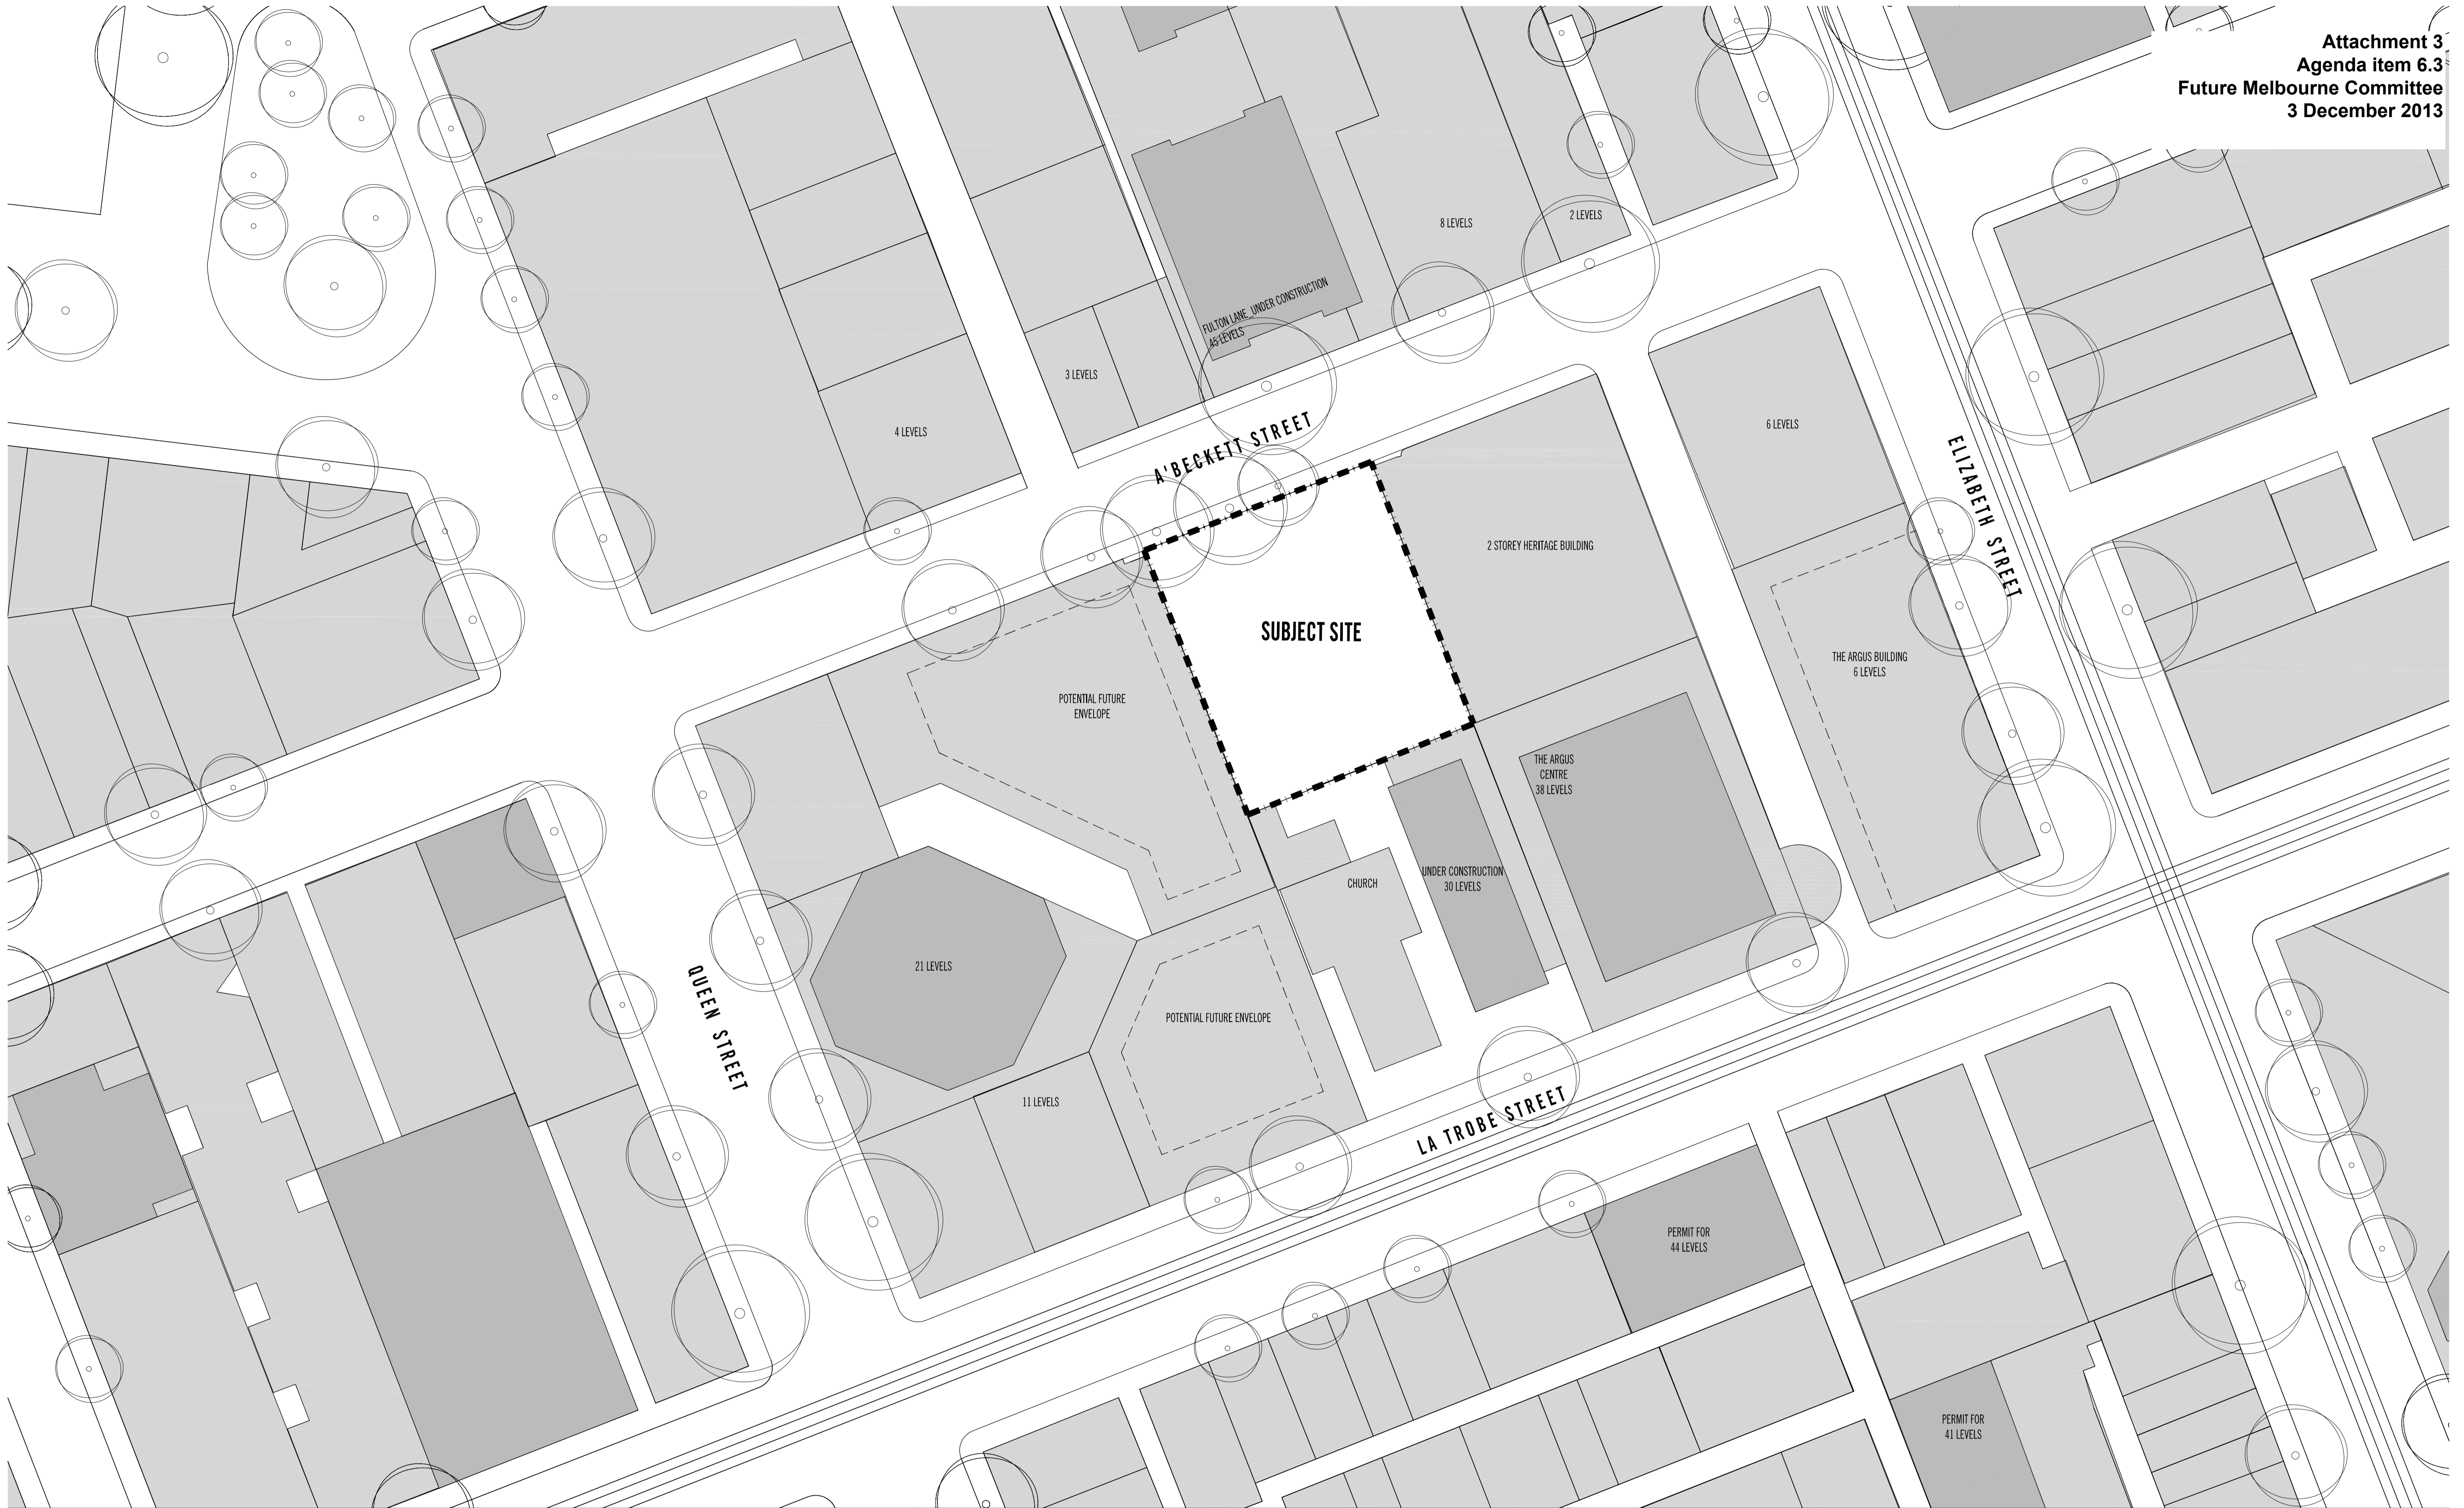 Attachment 3
Agenda item 6.3
Future Melbourne Committee
3 December 2013
8 LEVELS
2 LEVELS
FULTON LANE_UNDER CONSTRUCTION
45 LEVELS
3 LEVELS
4 LEVELS
6 LEVELS
A'BECKETT STREET
ELIZABETH STREET
2 STOREY HERITAGE BUILDING
SUBJECT SITE
THE ARGUS BUILDING
6 LEVELS
POTENTIAL FUTURE
ENVELOPE
THE ARGUS
CENTRE
38 LEVELS
UNDER CONSTRUCTION
30 LEVELS
CHURCH
21 LEVELS
QUEEN STREET
POTENTIAL FUTURE ENVELOPE
11 LEVELS
LA TROBE STREET
PERMIT FOR
44 LEVELS
PERMIT FOR
41 LEVELS